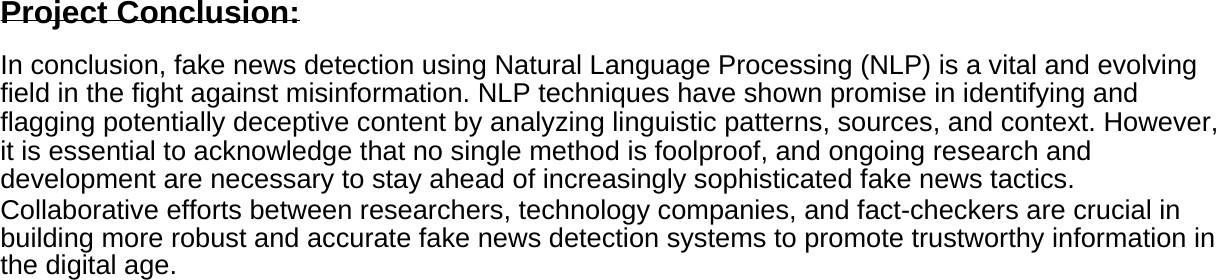 Project Conclusion:
In conclusion, fake news detection using Natural Language Processing (NLP) is a vital and evolving
field in the fight against misinformation. NLP techniques have shown promise in identifying and
flagging potentially deceptive content by analyzing linguistic patterns, sources, and context. However,
it is essential to acknowledge that no single method is foolproof, and ongoing research and
development are necessary to stay ahead of increasingly sophisticated fake news tactics.
Collaborative efforts between researchers, technology companies, and fact-checkers are crucial in
building more robust and accurate fake news detection systems to promote trustworthy information in
the digital age.